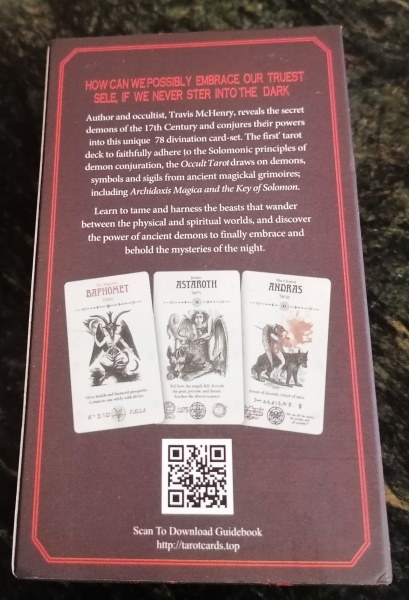 HOW CAN WE POSSIBLY EMBRACE OUR TRUEST
SELE, IF WE NEVER STER INTO THE DARK
Author and occultist, Travis McHenry, reveals the secret
demons of the 17th Century and conjures their powers
into this unique 78 divination card-set. The first' tarot
deck to faithfully adhere to the Solomonic principles of
demon conjuration, the Occult Tarot draws on demons,
symbols and sigils from ancient magickal grimoires;
including Archidoxis Magica and the Key of Solomon.
Learn to tame and harness the beasts that wander
between the physical and spiritual worlds, and discover
the power of ancient demons to finally embrace and
behold the mysteries of the night.
BAPHOMET
ASTAROTH
ANDRAS
Scan To Download Guidebook
http://tarotcards.top